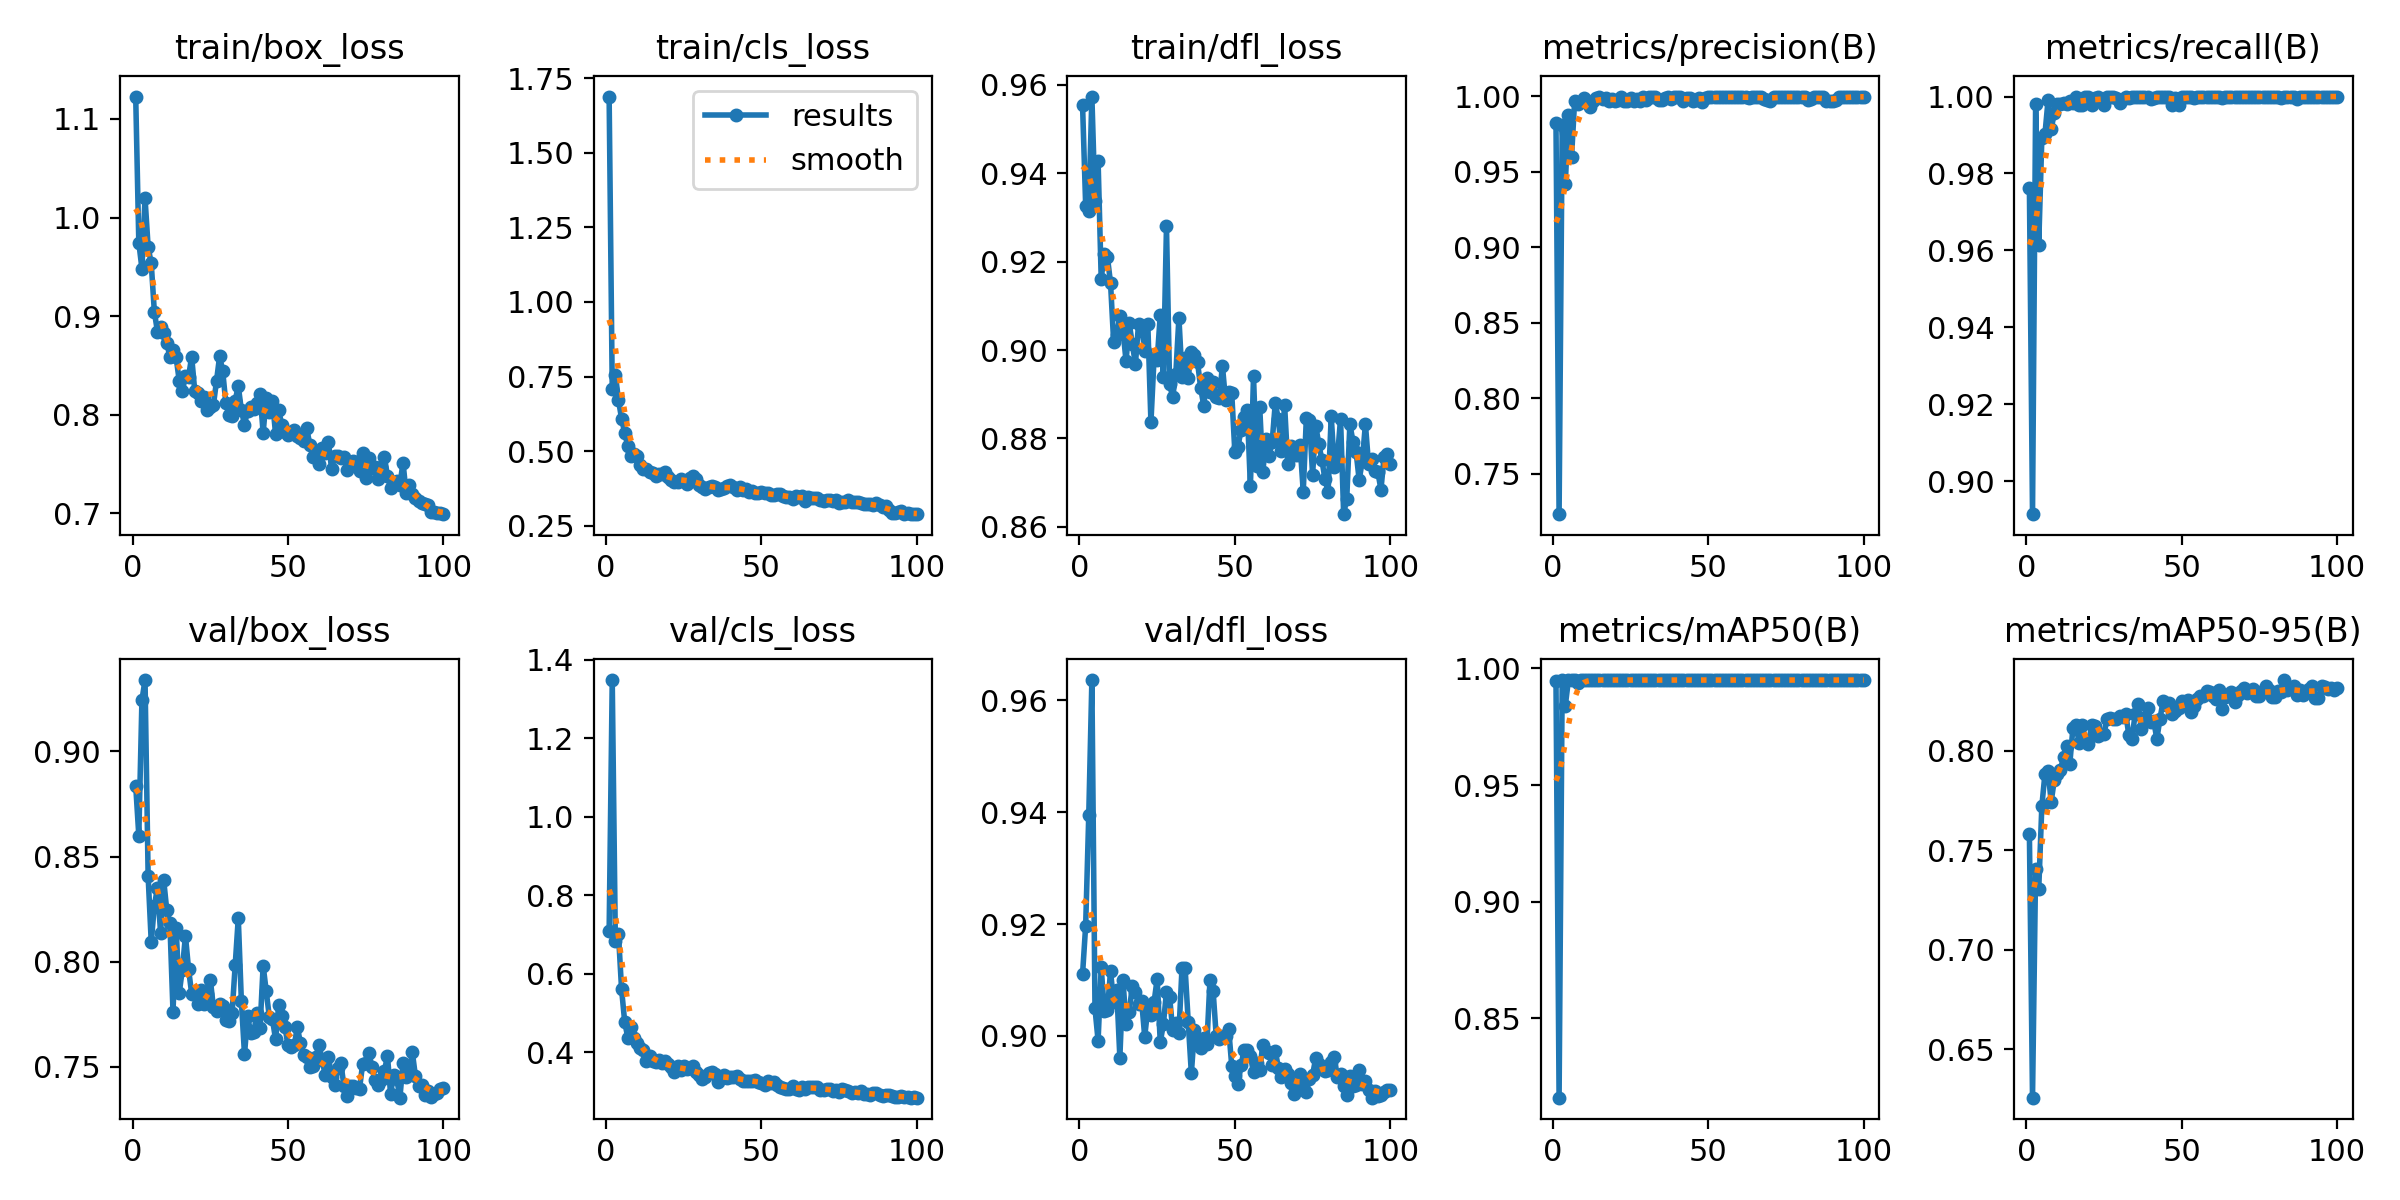 train/box_loss
1.1
1.0
0.9
0.8
0.7
0 50 100
train/cls_loss
results
smooth
1.75
1.50
1.25
1.00
0.75
0.50
0.25
0 50 100
train/dfl_loss
0.96
0.94
0.92
0.90
0.88
0.86
0 50 100
metrics/precision(B)
1.00
0.95
0.90
0.85
0.80
0.75
0 50 100
metrics/recall(B)
1.00
0.98
0.96
0.94
0.92
0.90
0 50 100
val/box_loss
0.90
0.85
0.80
0.75
0 50 100
val/cls_loss
1.4
1.2
1.0
0.8
0.6
0.4
0 50 100
val/dfl_loss
0.96
0.94
0.92
0.90
0 50 100
metrics/mAP50(B)
1.00
0.95
0.90
0.85
0 50 100
metrics/mAP50-95(B)
0.80
0.75
0.70
0.65
0 50 100